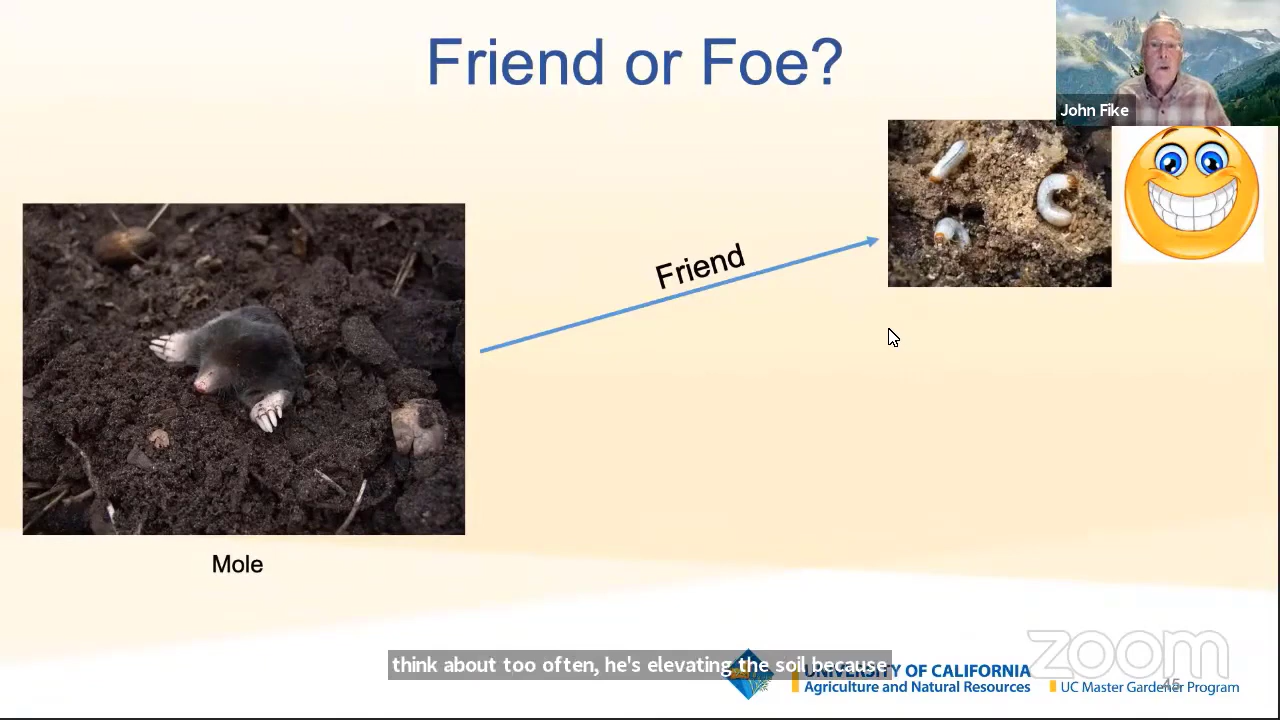 Friend or Foe?
John Fike
Friend
Mole
think about too often, he's elevating the soil because
UNIVERSITY OF CALIFORNIA
Agriculture and Natural Resources
UC Master Gardener Program
zoom
45